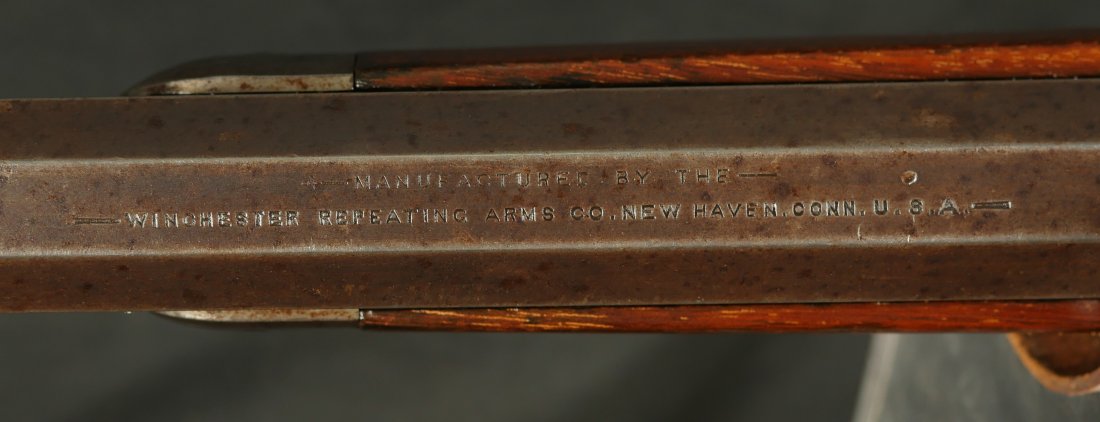 —MANUFACTURED. BY. THE—
—WINCHESTER REPEATING ARMS CO. NEW HAVEN. CONN. U. S. A.—